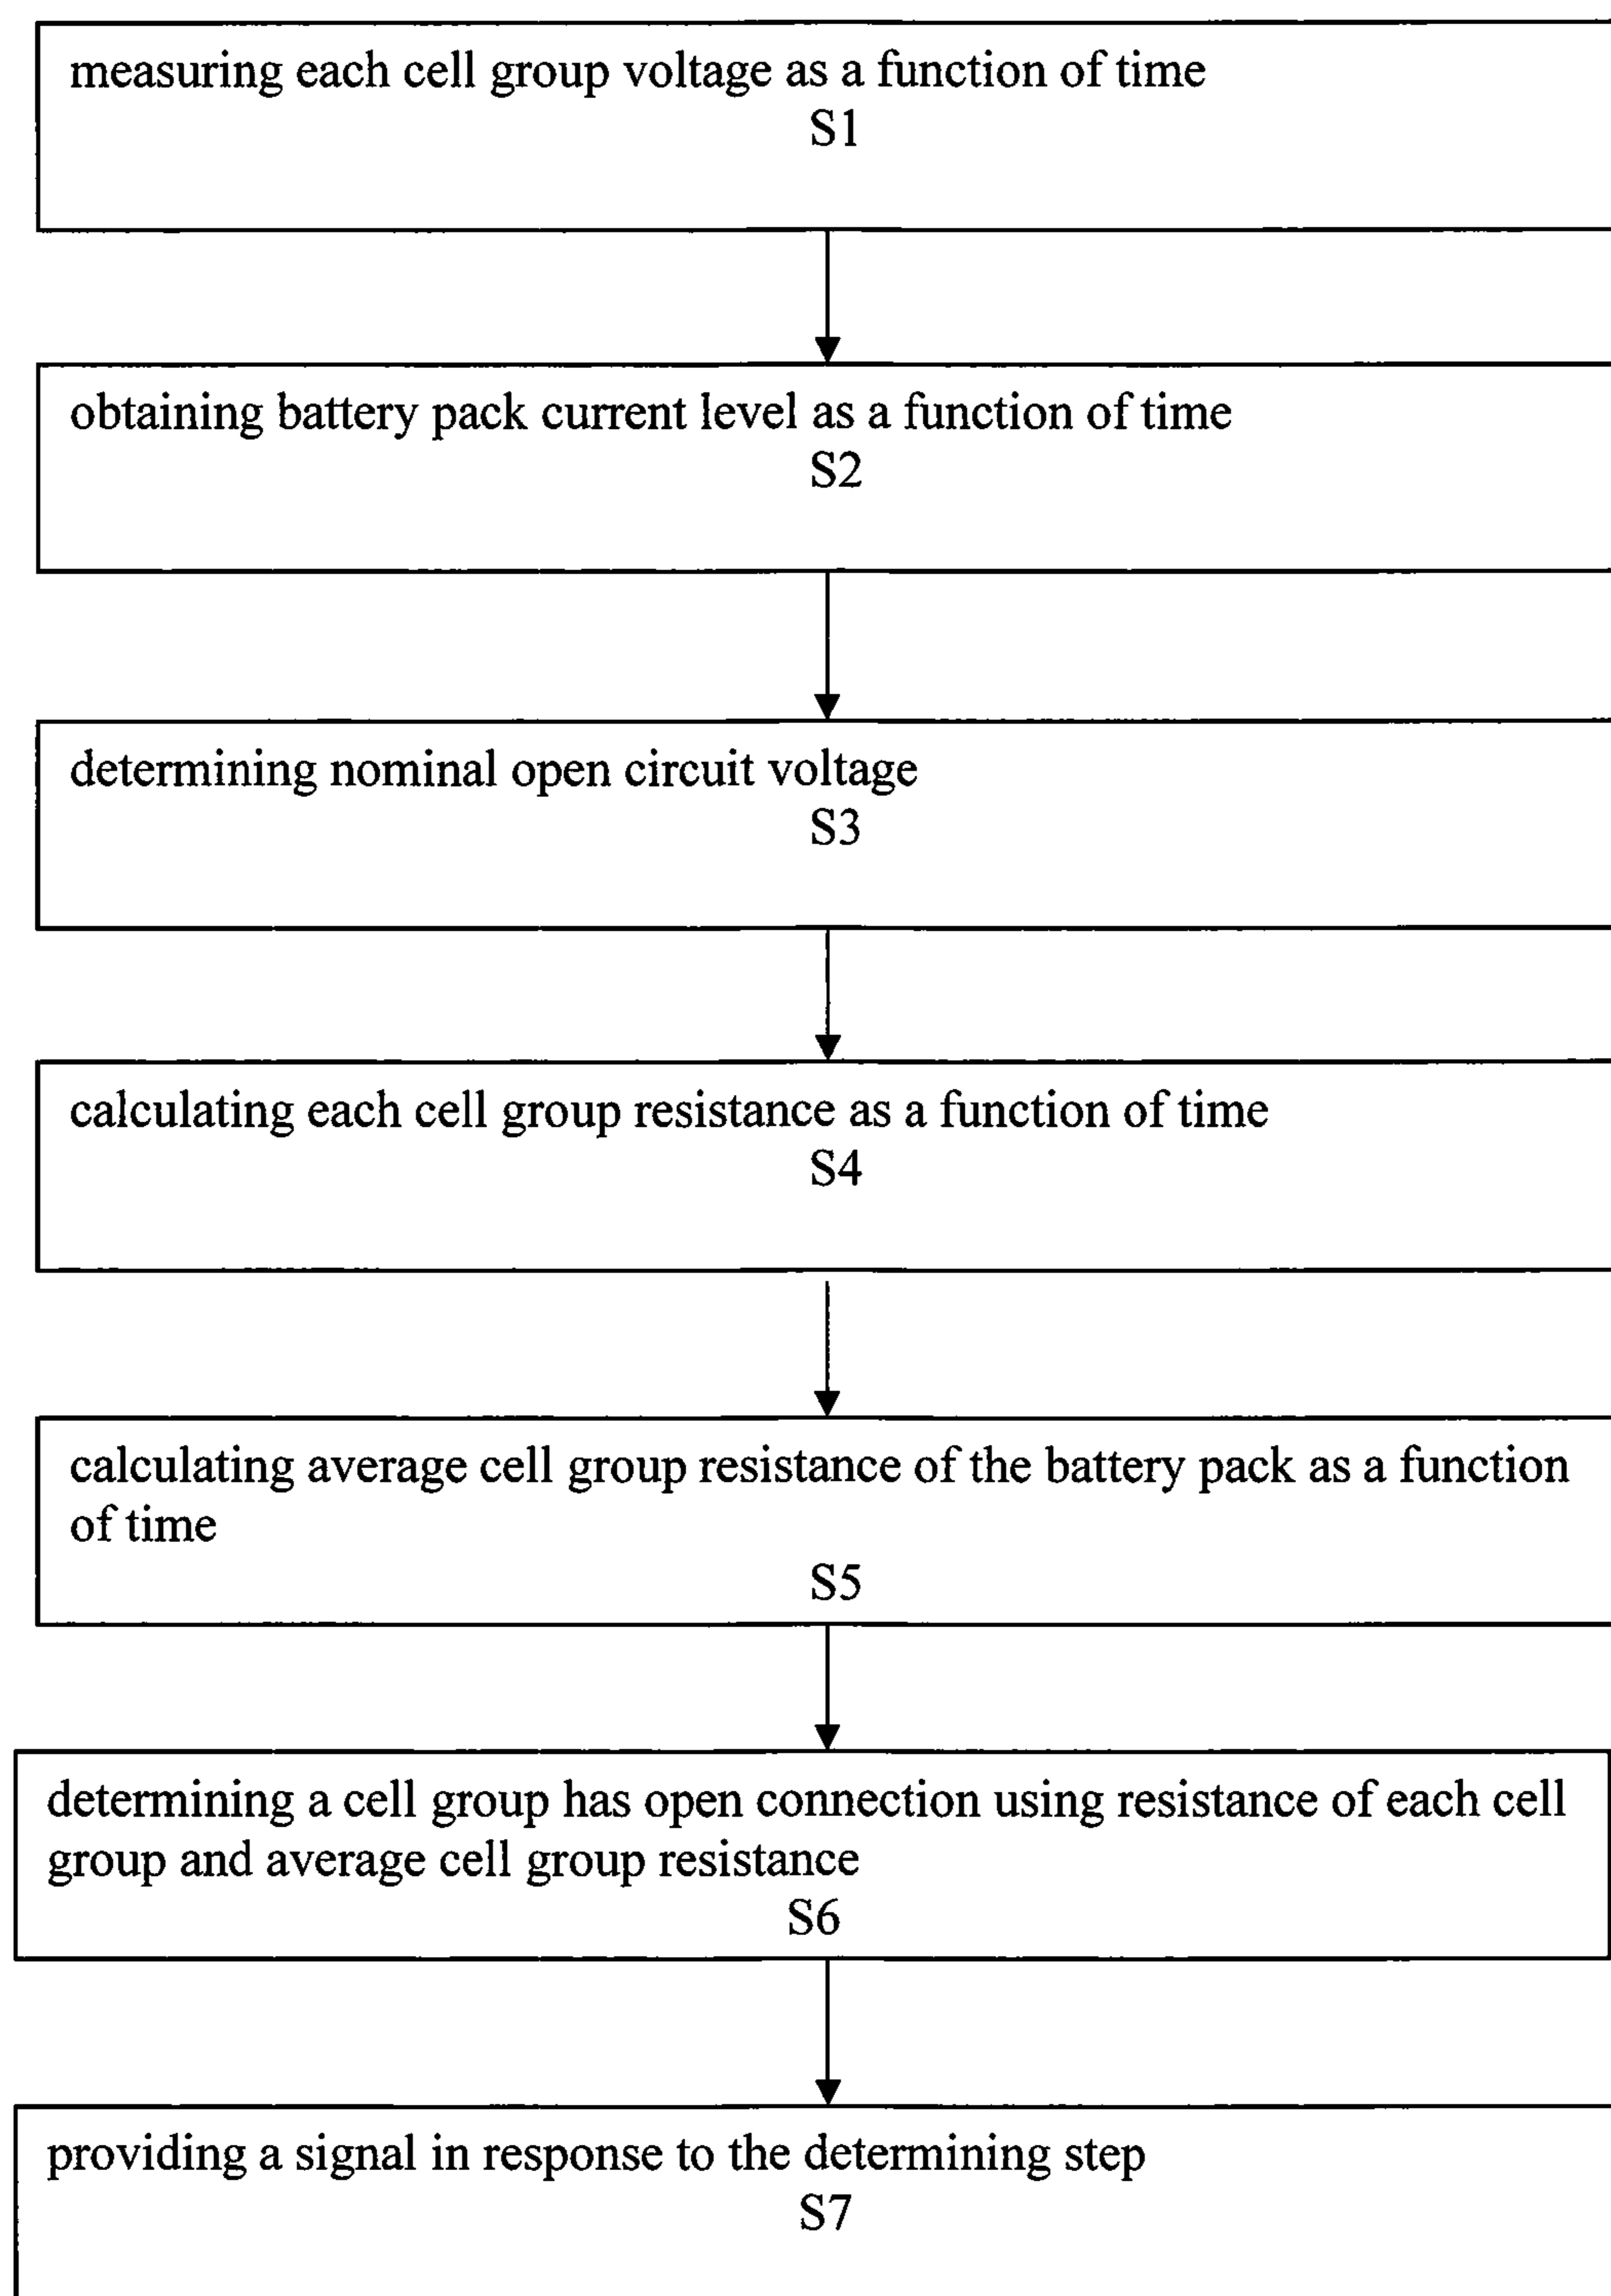 measuring each cell group voltage as a function of time
S1
obtaining battery pack current level as a function of time
S2
determining nominal open circuit voltage
S3
calculating each cell group resistance as a function of time
S4
calculating average cell group resistance of the battery pack as a function
of time
S5
determining a cell group has open connection using resistance of each cell
group and average cell group resistance
S6
providing a signal in response to the determining step
S7